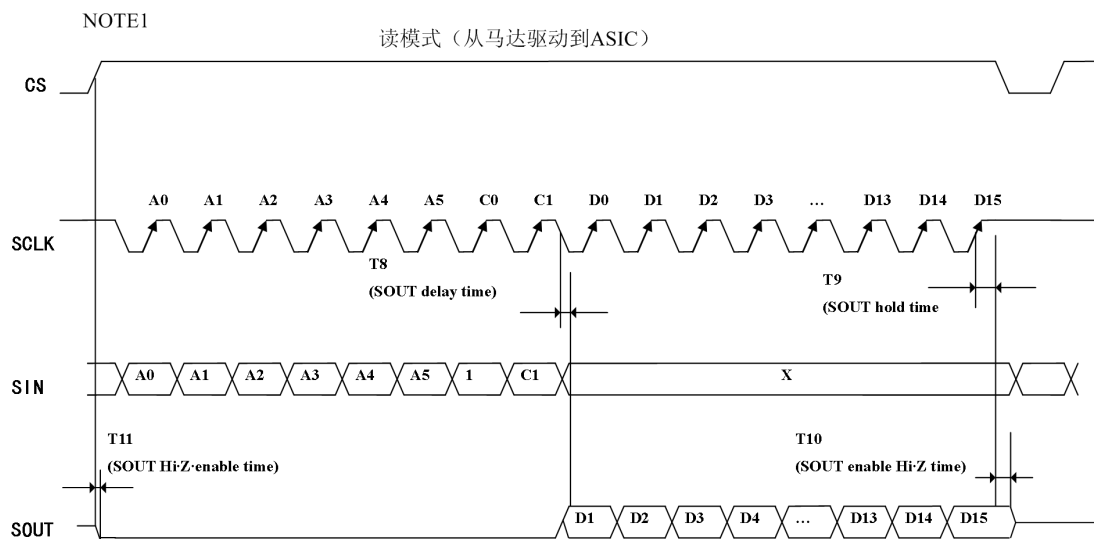 NOTE1
读模式（从马达驱动到ASIC）
CS
A0 A1 A2 A3 A4 A5 C0 C1 D0 D1 D2 D3 … D13 D14 D15
SCLK
T8
(SOUT delay time)
T9
(SOUT hold time
SIN
A0 A1 A2 A3 A4 A5 1 C1 X
T11
(SOUT Hi·Z·enable time)
T10
(SOUT enable Hi·Z time)
SOUT
D1 D2 D3 D4 … D13 D14 D15